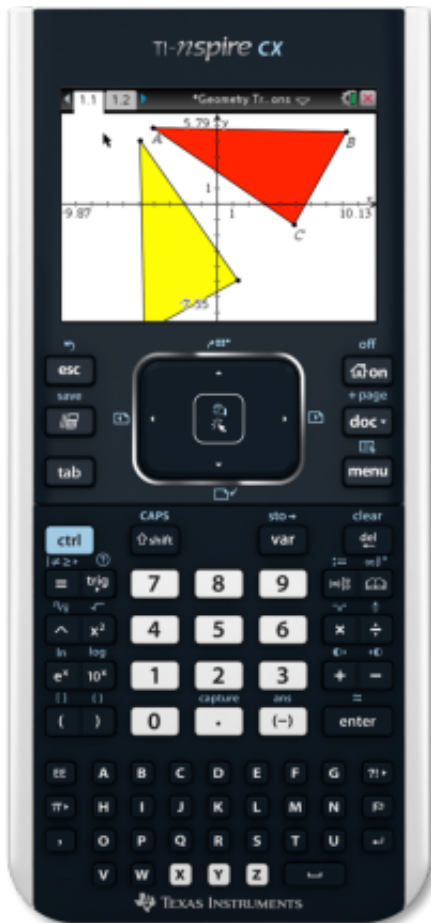 TI-nspire CX
1.1 1.2 *Geometry Tr...ons
5.79 y
A
B
1
x
-9.87
1
10.13
C
-7.55
off
esc
on
save
+page
doc
tab
menu
CAPS
sto→
clear
ctrl
shift
var
del
|≠≥▸
:=
=
trig
7
8
9
^
x²
4
5
6
×
÷
ln
log
eˣ
10ˣ
1
2
3
+
−
[ ]
{ }
capture
ans
=
(
)
0
.
(−)
enter
EE A B C D E F G ?!▸
π▸ H I J K L M N
, O P Q R S T U
V W X Y Z
TEXAS INSTRUMENTS